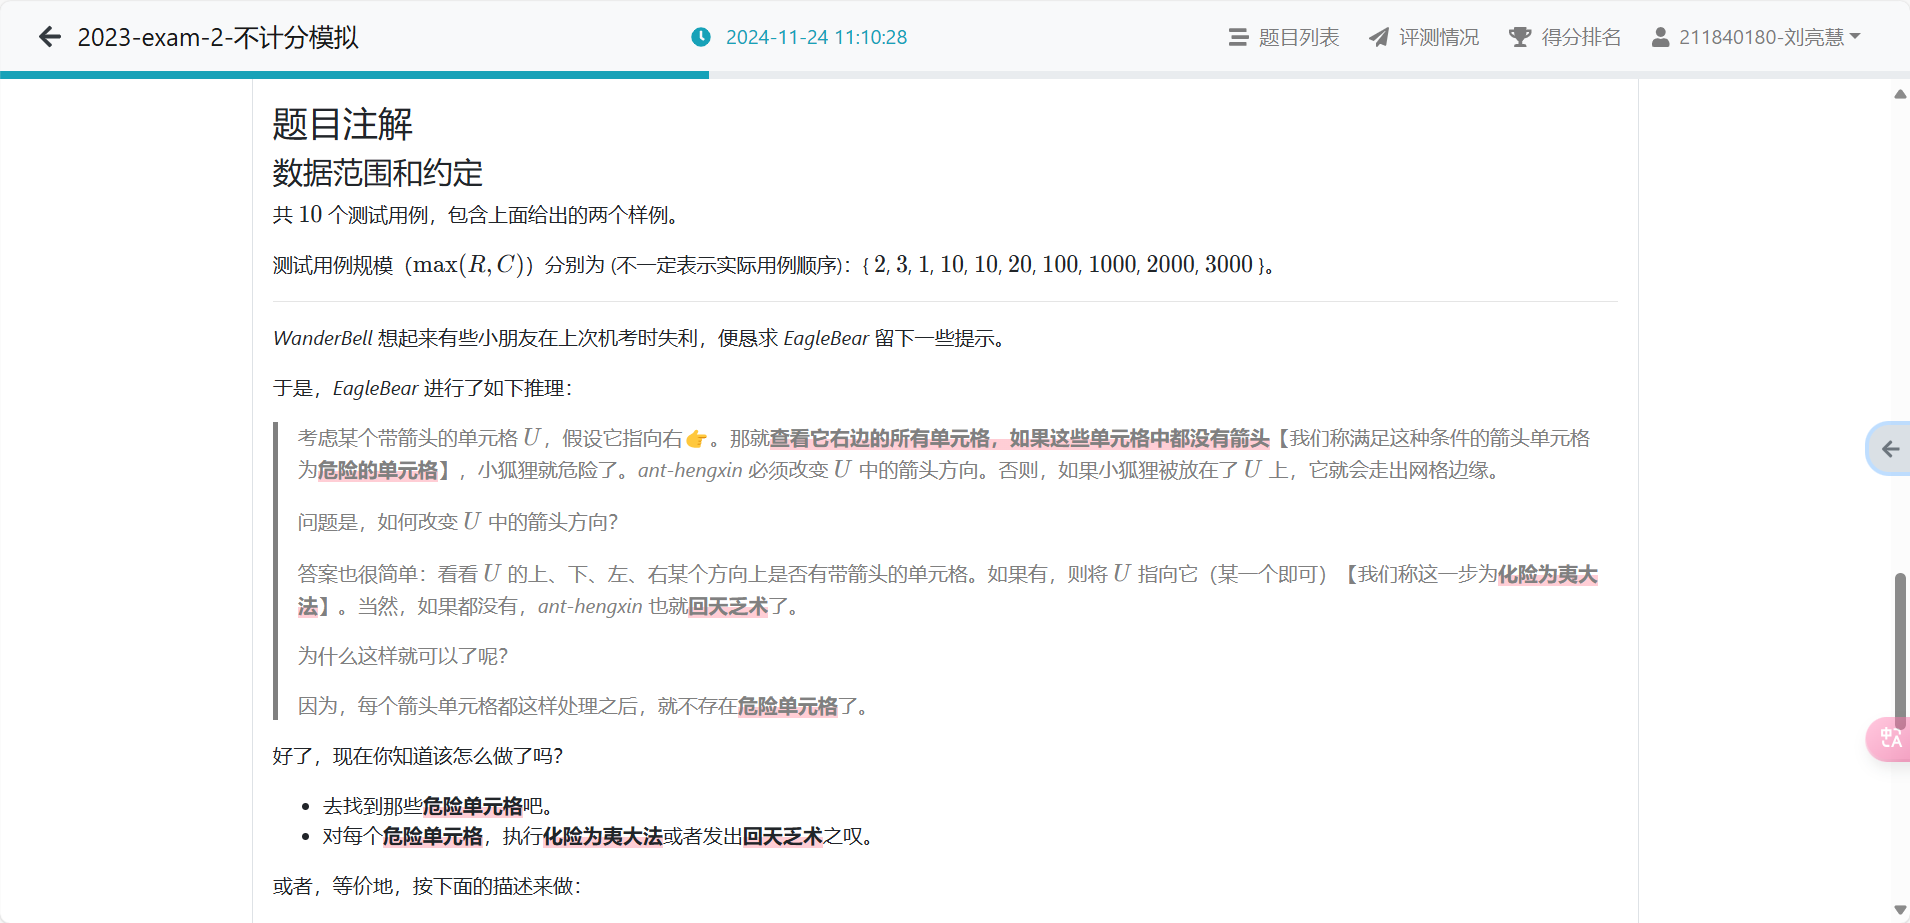 2023-exam-2-不计分模拟
2024-11-24 11:10:28
题目列表
评测情况
得分排名
211840180-刘亮慧
题目注解
数据范围和约定
共 10 个测试用例，包含上面给出的两个样例。
测试用例规模（max(R, C)）分别为 (不一定表示实际用例顺序)：{ 2, 3, 1, 10, 10, 20, 100, 1000, 2000, 3000 }。
WanderBell 想起来有些小朋友在上次机考时失利，便恳求 EagleBear 留下一些提示。
于是，EagleBear 进行了如下推理：
考虑某个带箭头的单元格 U，假设它指向右👉。那就查看它右边的所有单元格，如果这些单元格中都没有箭头【我们称满足这种条件的箭头单元格
为危险的单元格】，小狐狸就危险了。ant-hengxin 必须改变 U 中的箭头方向。否则，如果小狐狸被放在了 U 上，它就会走出网格边缘。
问题是，如何改变 U 中的箭头方向？
答案也很简单：看看 U 的上、下、左、右某个方向上是否有带箭头的单元格。如果有，则将 U 指向它（某一个即可）【我们称这一步为化险为夷大
法】。当然，如果都没有，ant-hengxin 也就回天乏术了。
为什么这样就可以了呢？
因为，每个箭头单元格都这样处理之后，就不存在危险单元格了。
好了，现在你知道该怎么做了吗？
• 去找到那些危险单元格吧。
• 对每个危险单元格，执行化险为夷大法或者发出回天乏术之叹。
或者，等价地，按下面的描述来做：
中A